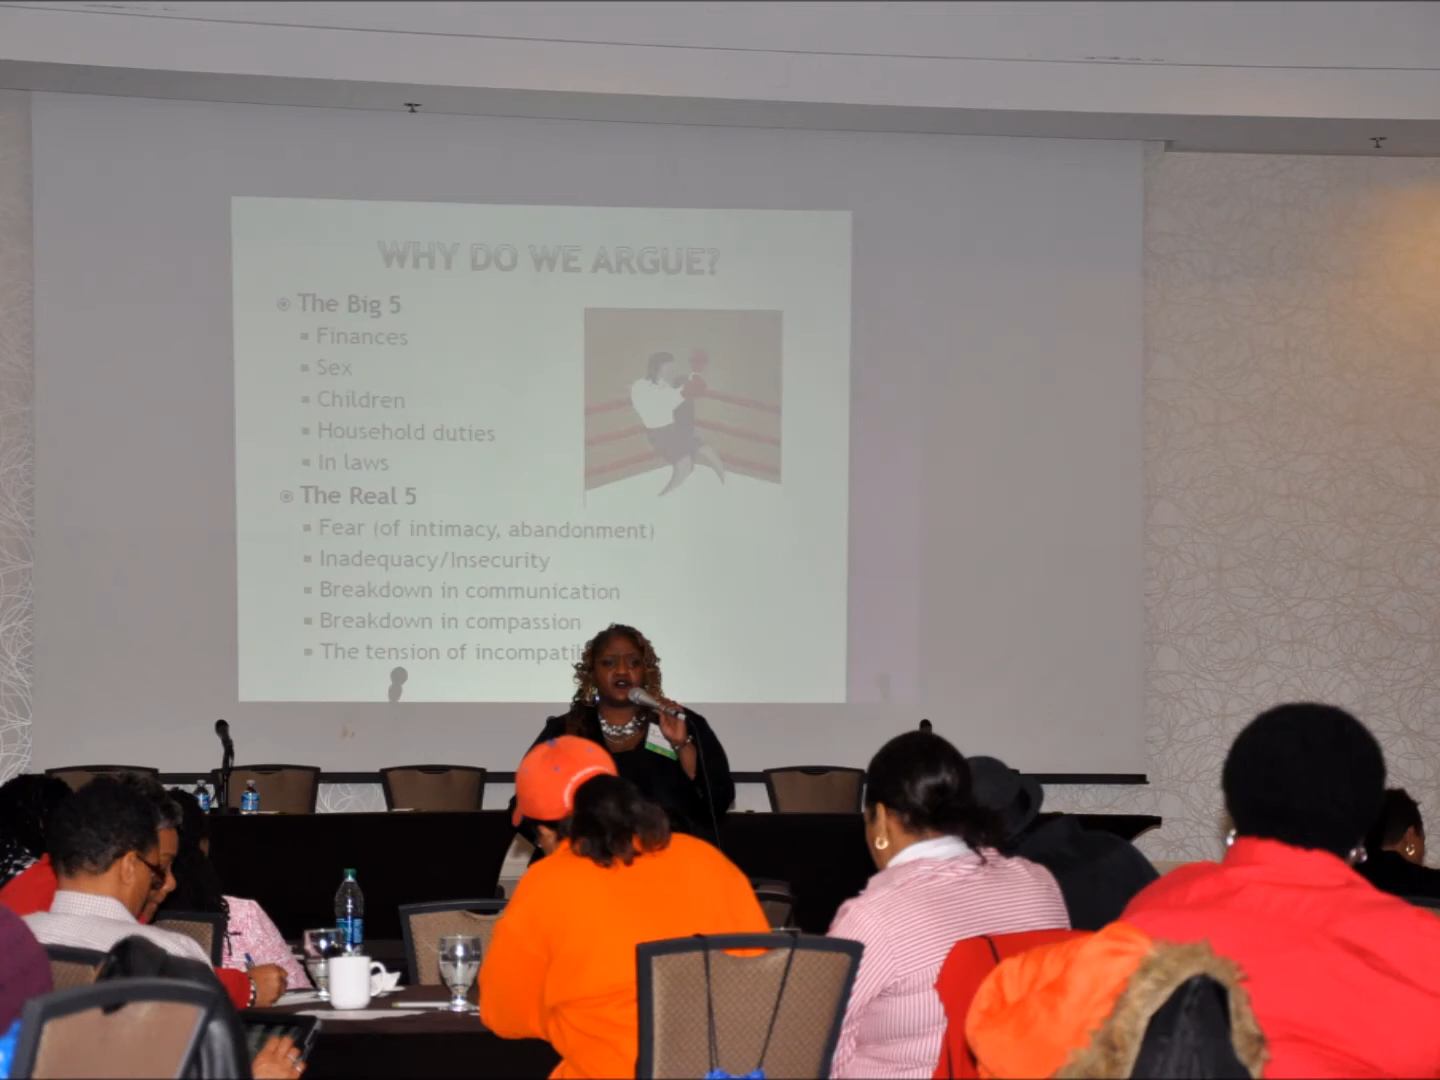 WHY DO WE ARGUE?
The Big 5
Finances
Sex
Children
Household duties
In laws
The Real 5
Fear (of intimacy, abandonment)
Inadequacy/Insecurity
Breakdown in communication
Breakdown in compassion
The tension of